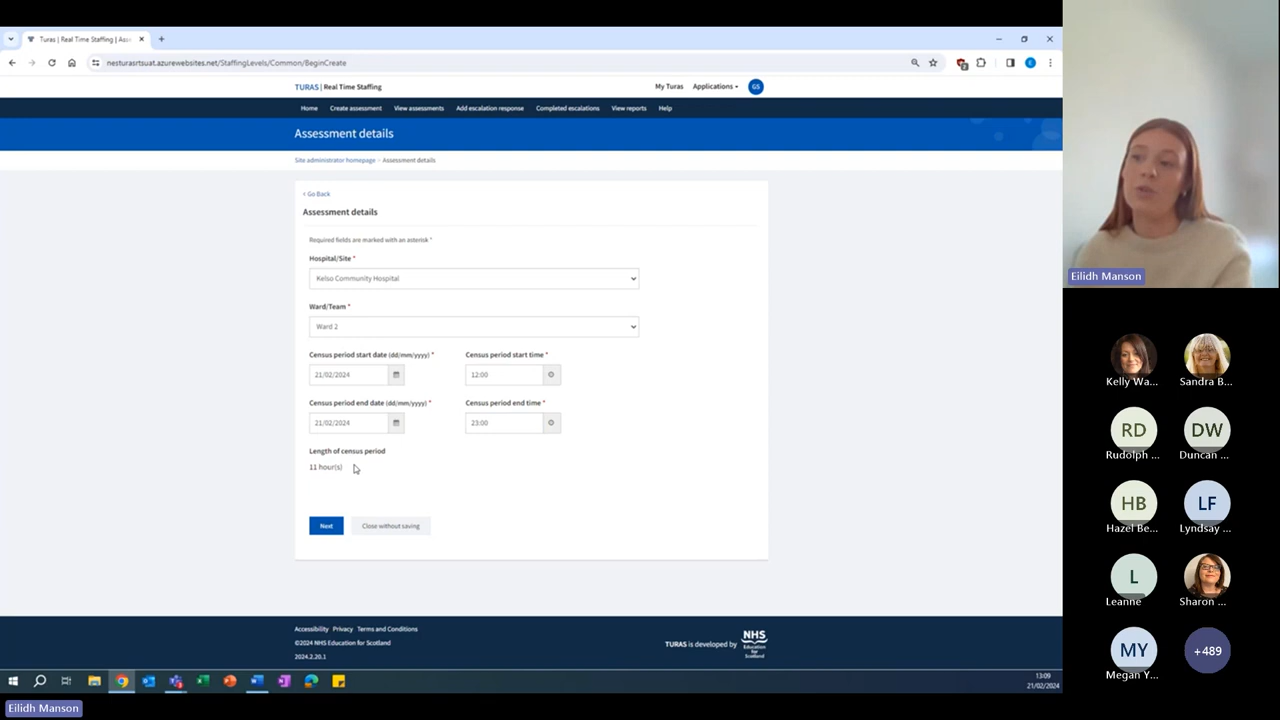 Turas | Real Time Staffing | Ass
nesturasrtsuat.azurewebsites.net/StaffingLevels/Common/BeginCreate
TURAS | Real Time Staffing
My Turas
Applications
GS
Home
Create assessment
View assessments
Add escalation response
Completed escalations
View reports
Help
Assessment details
Site administrator homepage
Assessment details
< Go Back
Assessment details
Required fields are marked with an asterisk *
Hospital/Site *
Kelso Community Hospital
Ward/Team *
Ward 2
Census period start date (dd/mm/yyyy) *
Census period start time *
21/02/2024
12:00
Census period end date (dd/mm/yyyy) *
Census period end time *
21/02/2024
23:00
Length of census period
11 hour(s)
Next
Close without saving
Accessibility Privacy Terms and Conditions
©2024 NHS Education for Scotland
2024.2.20.1
TURAS is developed by
NHS
Education
for
Scotland
13:09
21/02/2024
Eilidh Manson
Eilidh Manson
Kelly Wa...
Sandra B...
RD
DW
Rudolph ...
Duncan ...
HB
LF
Hazel Be...
Lyndsay ...
L
Leanne
Sharon ...
MY
+489
Megan Y...